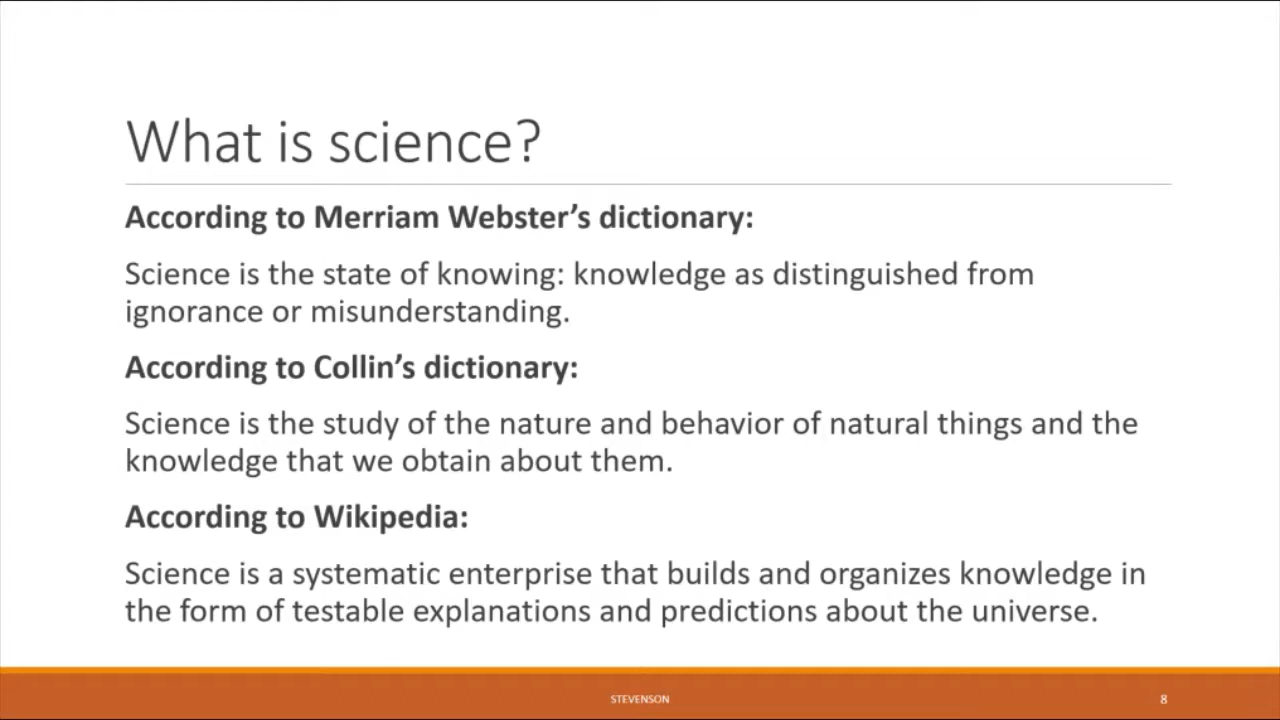 What is science?
According to Merriam Webster’s dictionary:
Science is the state of knowing: knowledge as distinguished from
ignorance or misunderstanding.
According to Collin’s dictionary:
Science is the study of the nature and behavior of natural things and the
knowledge that we obtain about them.
According to Wikipedia:
Science is a systematic enterprise that builds and organizes knowledge in
the form of testable explanations and predictions about the universe.
STEVENSON
8